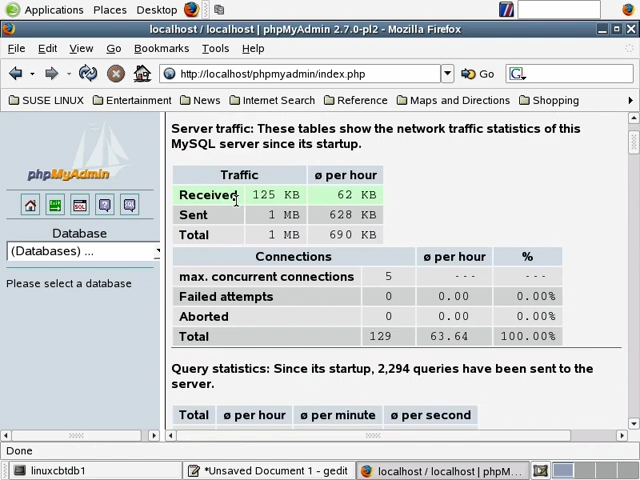 Applications Places Desktop
localhost / localhost | phpMyAdmin 2.7.0-pl2 - Mozilla Firefox
File Edit View Go Bookmarks Tools Help
http://localhost/phpmyadmin/index.php Go G
SUSE LINUX Entertainment News Internet Search Reference Maps and Directions Shopping
phpMyAdmin
SQL
Database
(Databases) ...
Please select a database
Server traffic: These tables show the network traffic statistics of this
MySQL server since its startup.
Traffic ø per hour
Received 125 KB 62 KB
Sent 1 MB 628 KB
Total 1 MB 690 KB
Connections ø per hour %
max. concurrent connections 5 --- ---
Failed attempts 0 0.00 0.00%
Aborted 0 0.00 0.00%
Total 129 63.64 100.00%
Query statistics: Since its startup, 2,294 queries have been sent to the
server.
Total ø per hour ø per minute ø per second
Done
linuxcbtdb1 *Unsaved Document 1 - gedit localhost / localhost | phpM...